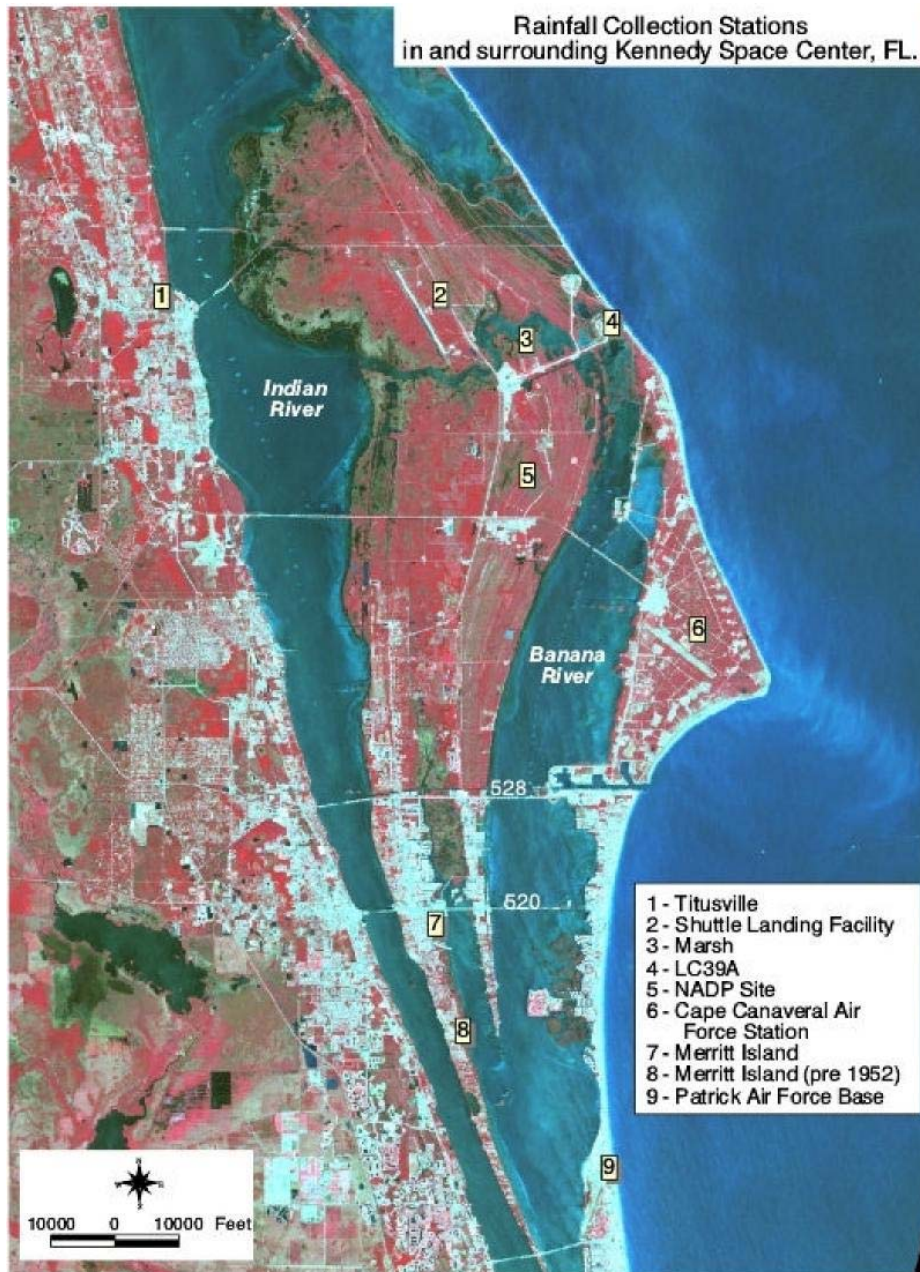 Rainfall Collection Stations
in and surrounding Kennedy Space Center, FL.
1
2
3
4
Indian
River
5
6
Banana
River
528
520
7
8
9
1 - Titusville
2 - Shuttle Landing Facility
3 - Marsh
4 - LC39A
5 - NADP Site
6 - Cape Canaveral Air
Force Station
7 - Merritt Island
8 - Merritt Island (pre 1952)
9 - Patrick Air Force Base
N
S
10000 0 10000 Feet